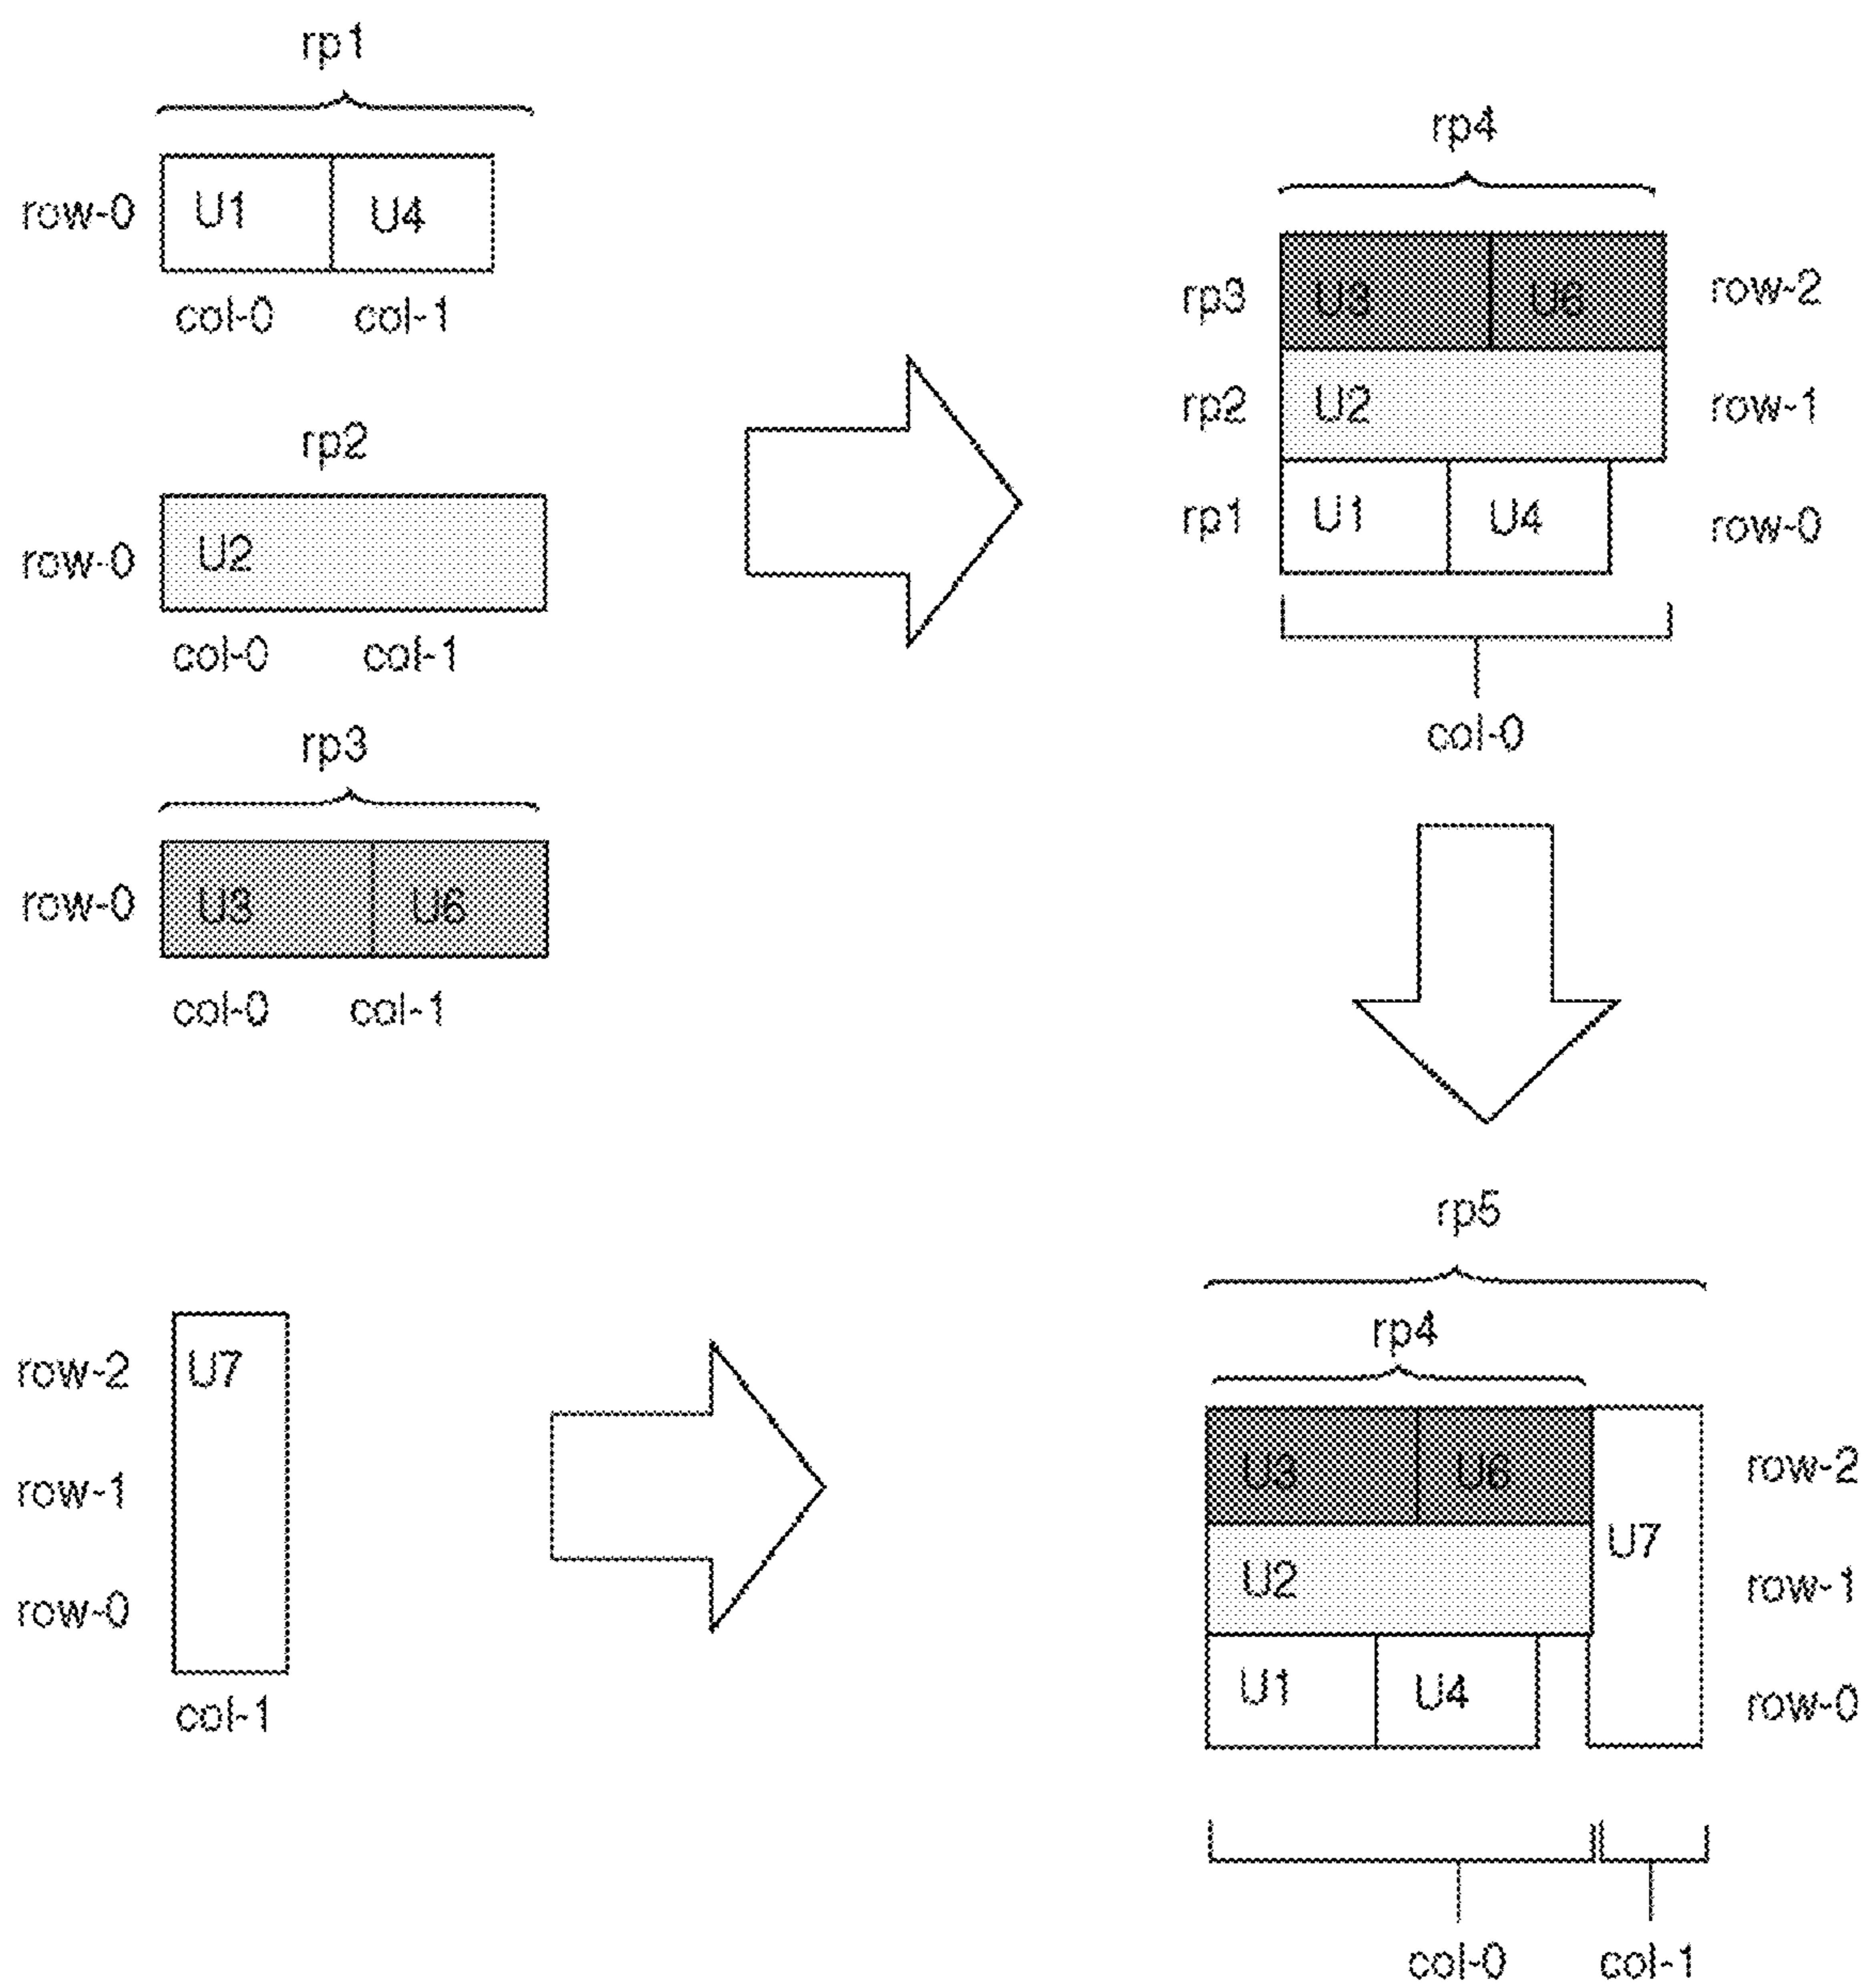 rp1
row-0 U1 U4
col-0 col-1
rp2
row-0 U2
col-0 col-1
rp3
row-0 U3 U6
col-0 col-1
rp4
rp3 U3 U6 row-2
rp2 U2 row-1
rp1 U1 U4 row-0
col-0
row-2 U7
row-1
row-0
col-1
rp5
rp4
U3 U6 row-2
U7
U2 row-1
U1 U4 row-0
col-0 col-1